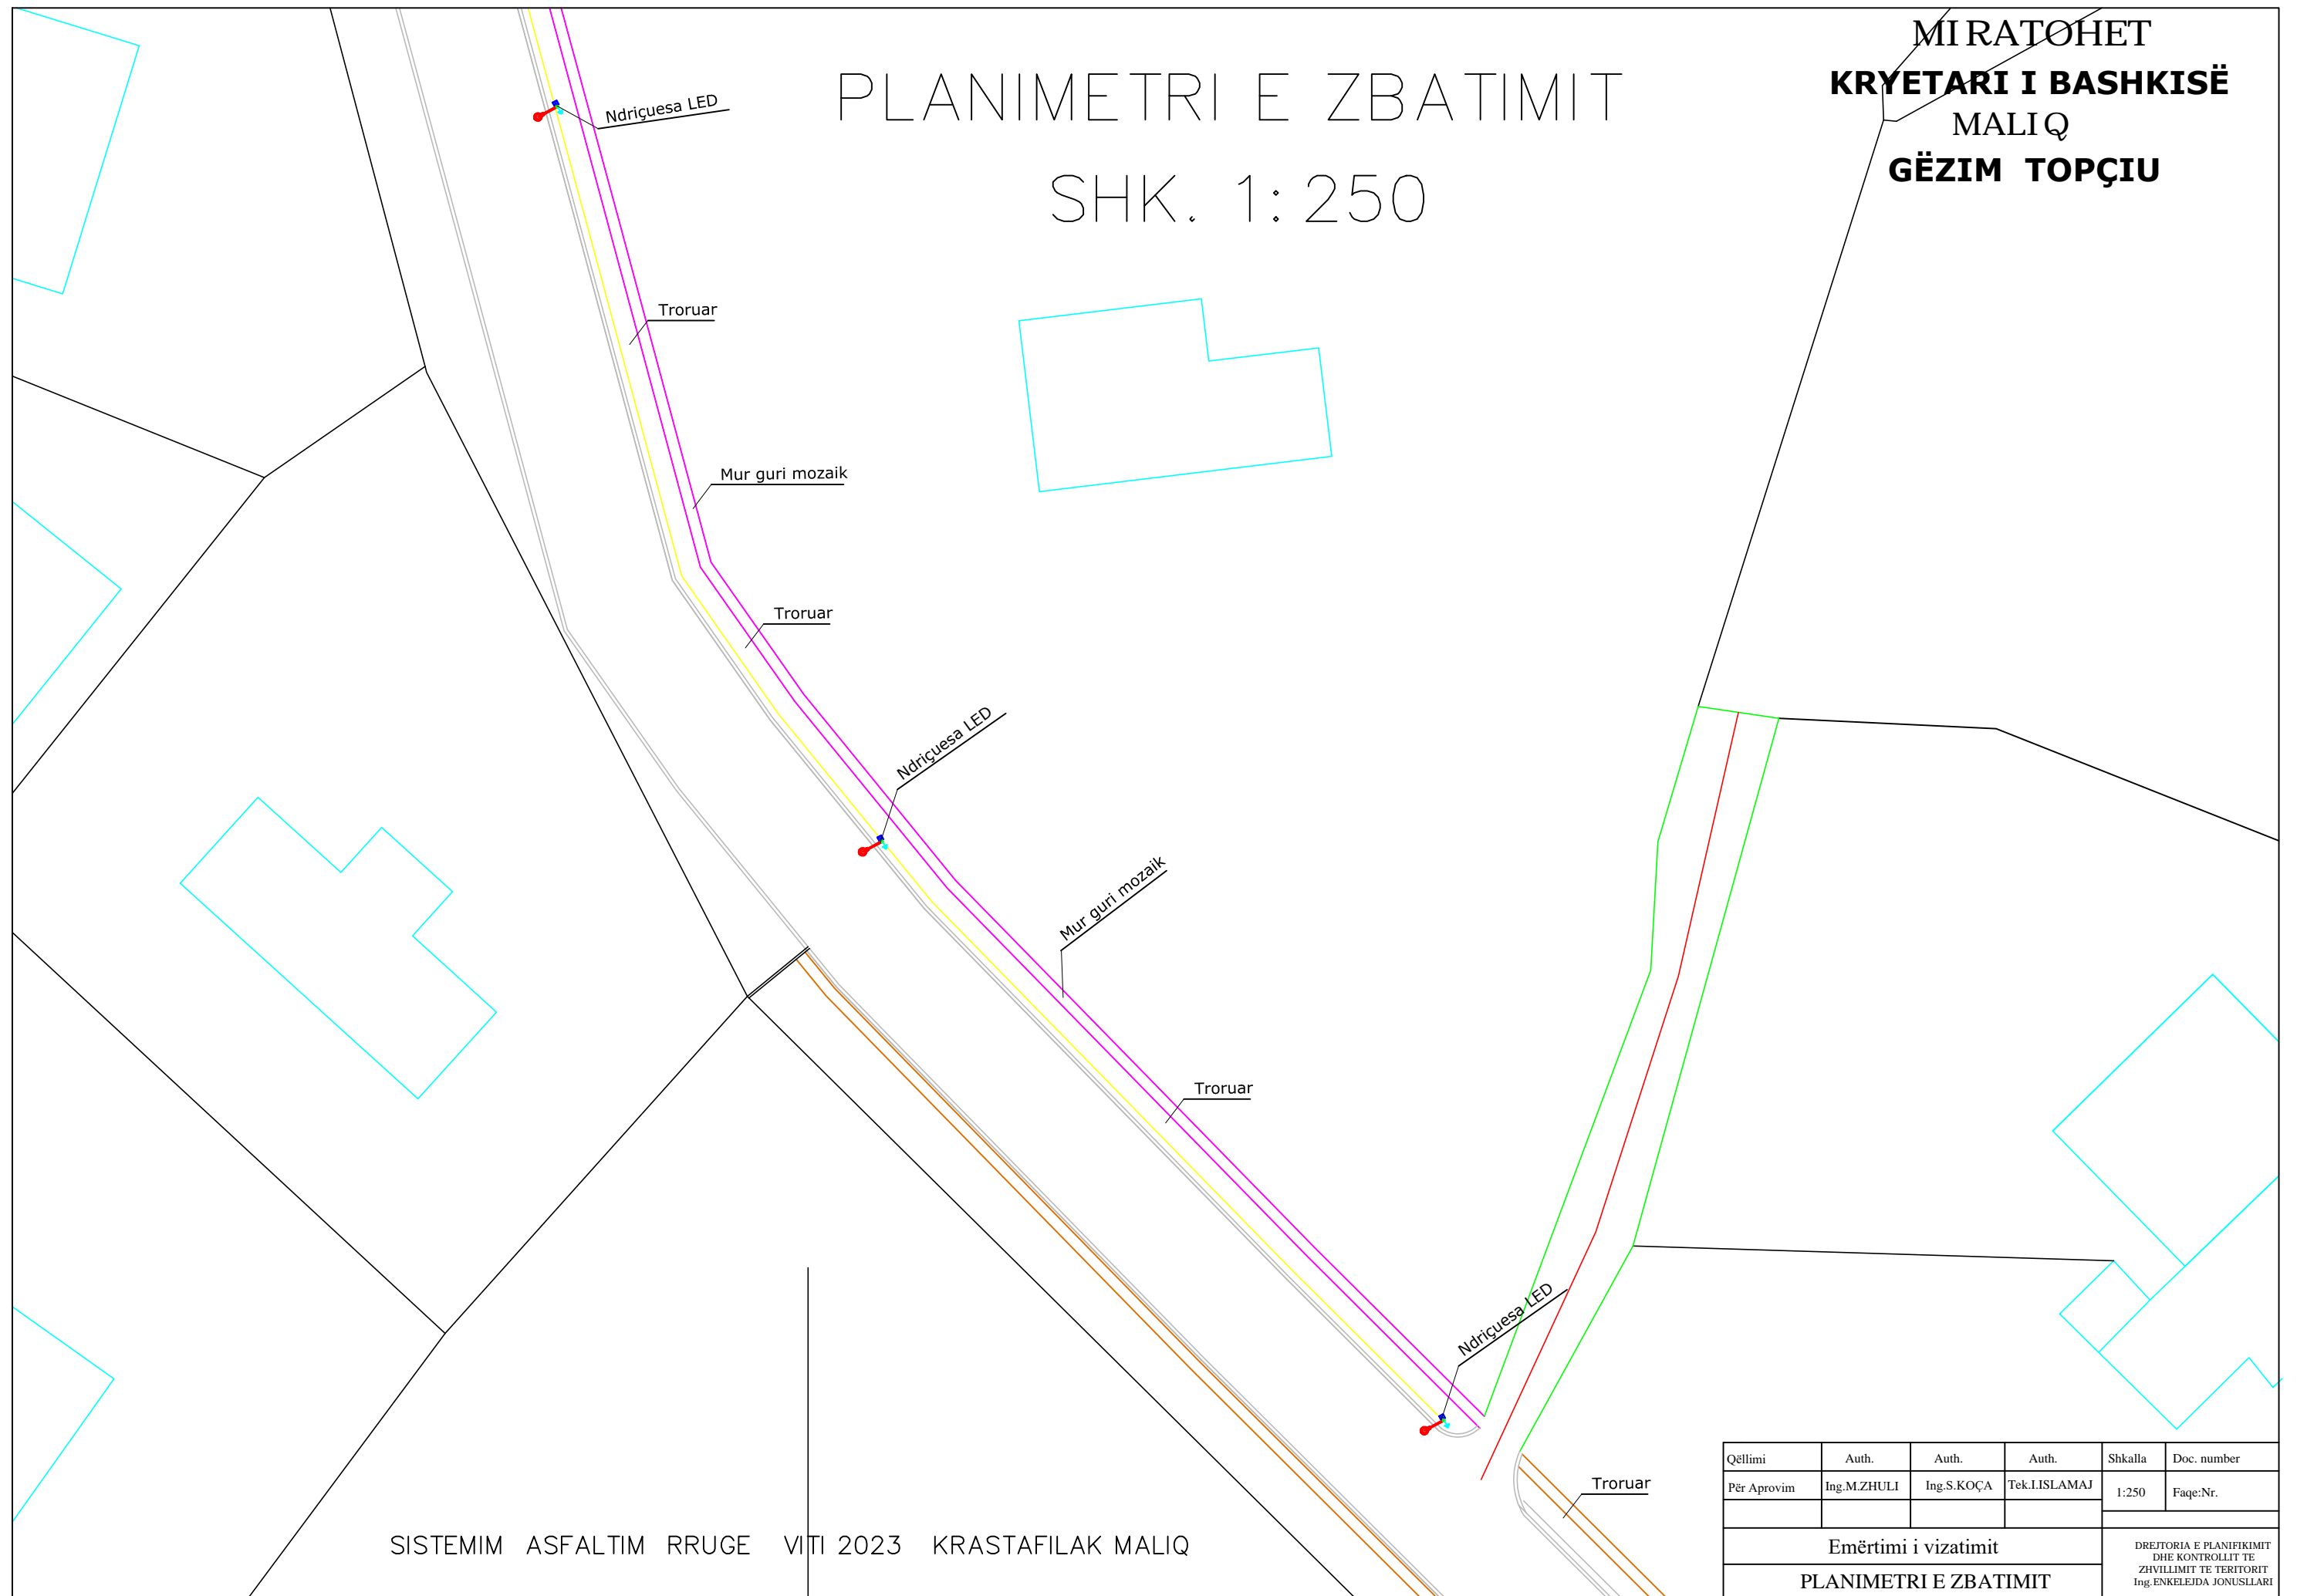 PLANIMETRI E ZBATIMIT
SHK. 1:250
MIRATOHET
KRYETARI I BASHKISË
MALIQ
GËZIM TOPÇIU
Ndriçuesa LED
Troruar
Mur guri mozaik
Troruar
Ndriçuesa LED
Mur guri mozaik
Troruar
Ndriçuesa LED
Troruar
SISTEMIM ASFALTIM RRUGE VITI 2023 KRASTAFILAK MALIQ
Qëllimi Auth. Auth. Auth. Shkalla Doc. number
Për Aprovim Ing.M.ZHULI Ing.S.KOÇA Tek.I.ISLAMAJ 1:250 Faqe:Nr.
Emërtimi i vizatimit
PLANIMETRI E ZBATIMIT
DREJTORIA E PLANIFIKIMIT
DHE KONTROLLIT TE
ZHVILLIMIT TE TERITORIT
Ing.ENKELEJDA JONUSLLARI